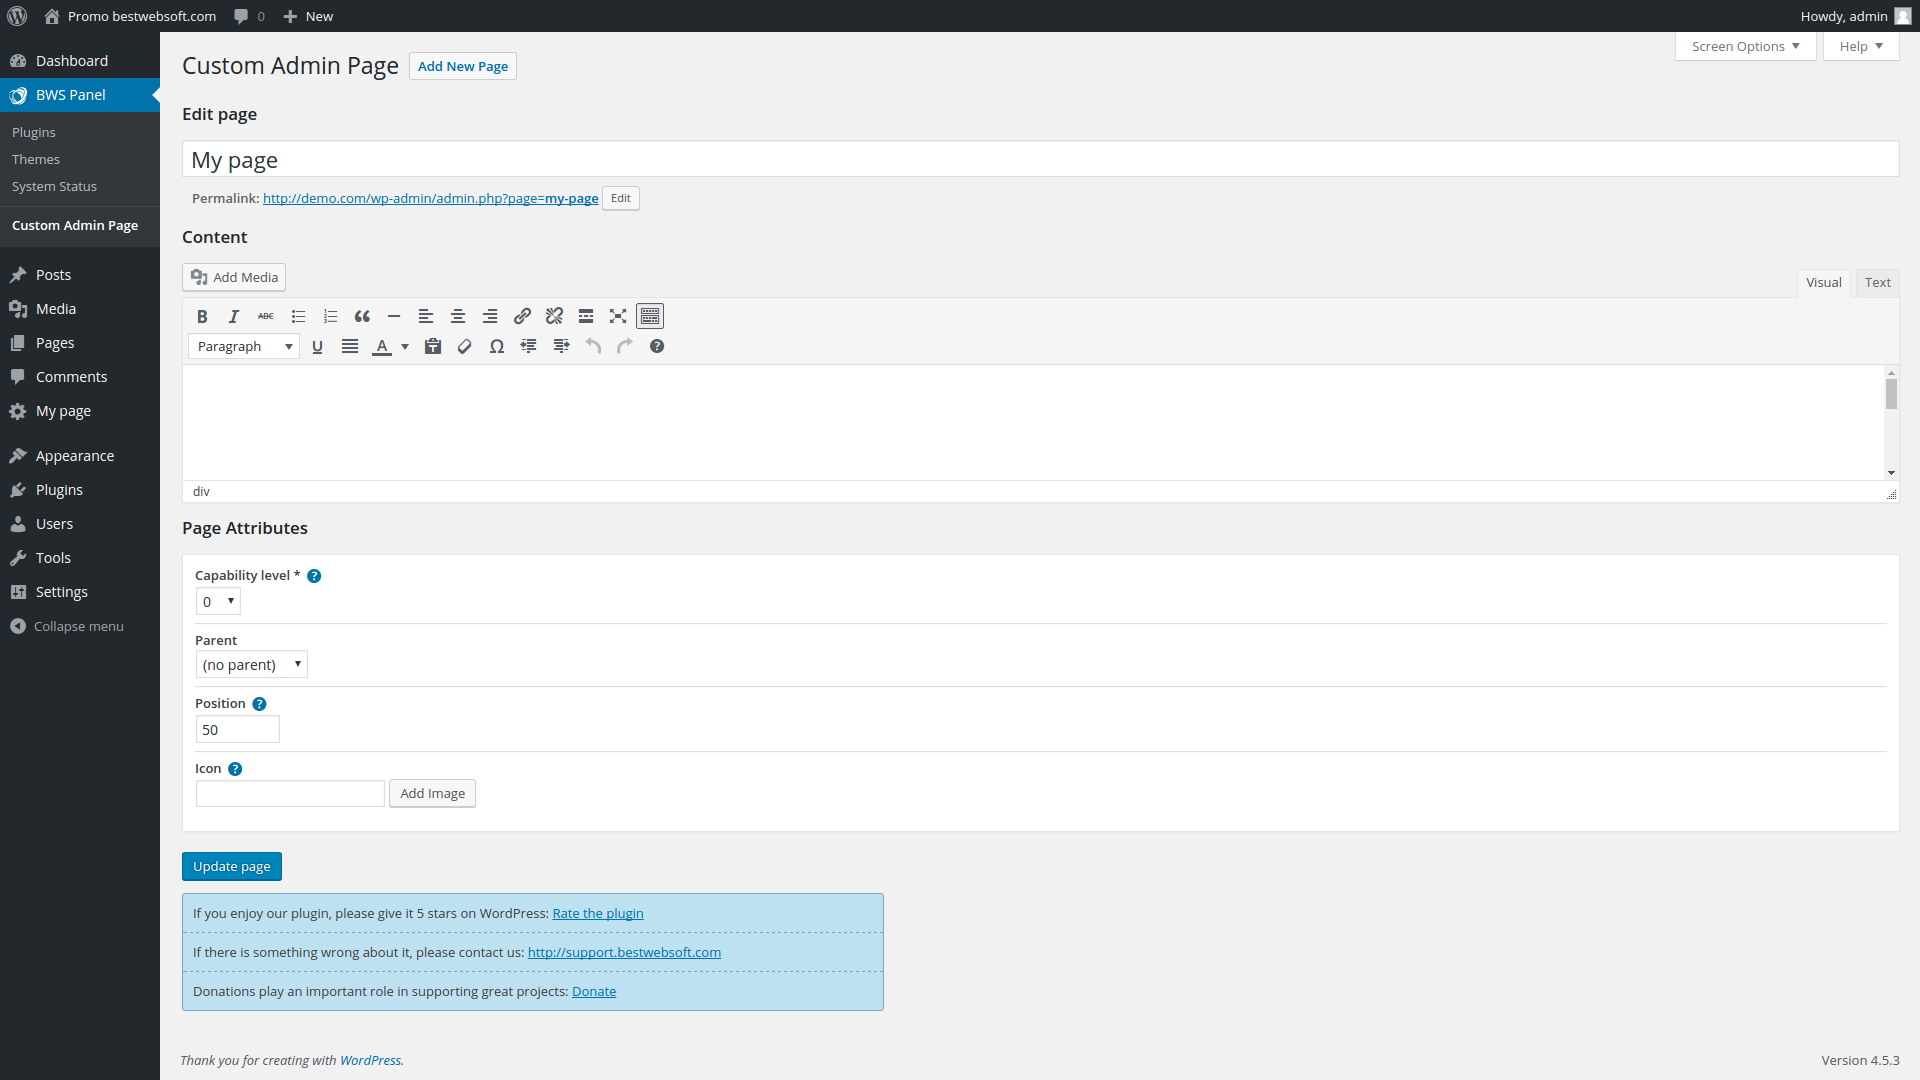 Promo bestwebsoft.com 0 New Howdy, admin
Dashboard
BWS Panel
Plugins
Themes
System Status
Custom Admin Page
Posts
Media
Pages
Comments
My page
Appearance
Plugins
Users
Tools
Settings
Collapse menu
Screen Options Help
Custom Admin Page Add New Page
Edit page
My page
Permalink: http://demo.com/wp-admin/admin.php?page=my-page Edit
Content
Add Media Visual Text
B I ABC
Paragraph U A Ω
div
Page Attributes
Capability level * ?
0
Parent
(no parent)
Position ?
50
Icon ?
Add Image
Update page
If you enjoy our plugin, please give it 5 stars on WordPress: Rate the plugin
If there is something wrong about it, please contact us: http://support.bestwebsoft.com
Donations play an important role in supporting great projects: Donate
Thank you for creating with WordPress. Version 4.5.3